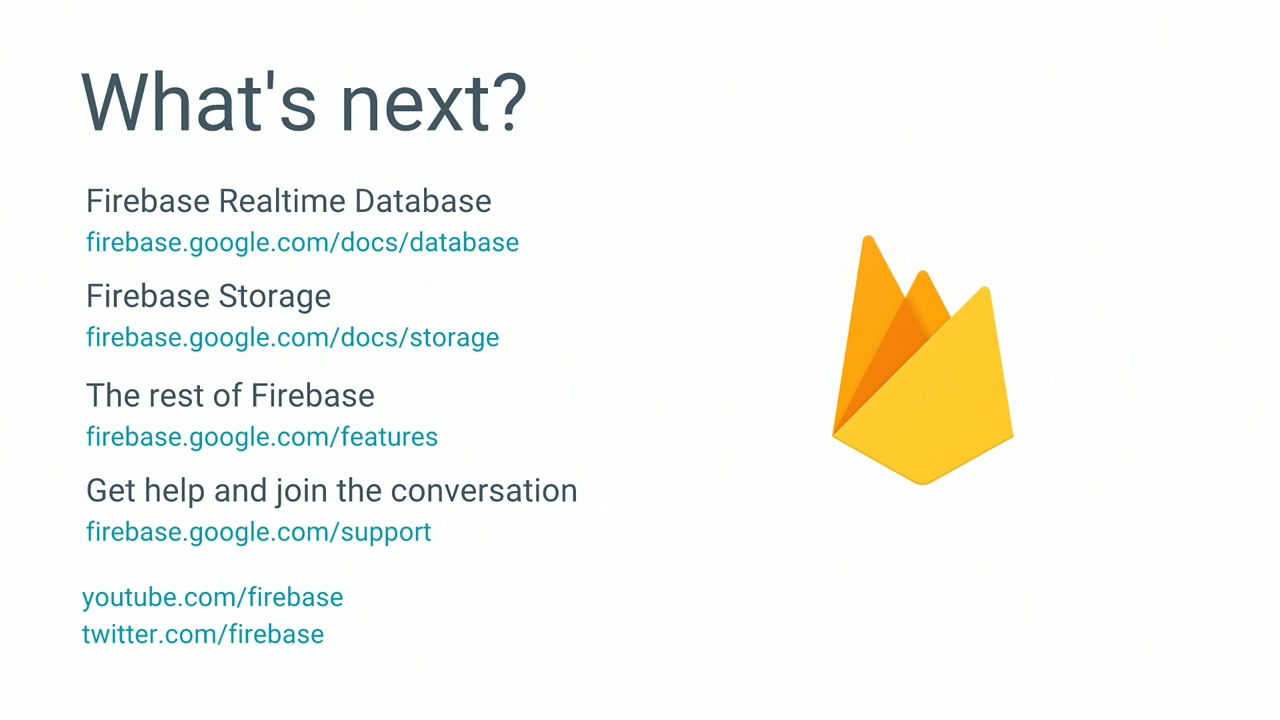 What's next?
Firebase Realtime Database
firebase.google.com/docs/database
Firebase Storage
firebase.google.com/docs/storage
The rest of Firebase
firebase.google.com/features
Get help and join the conversation
firebase.google.com/support
youtube.com/firebase
twitter.com/firebase